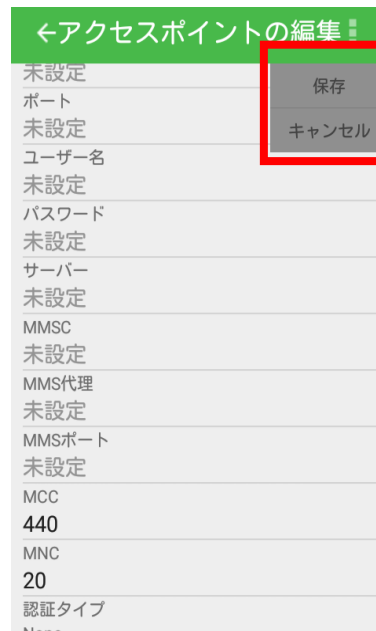 ←アクセスポイントの編集
未設定
保存
キャンセル
ポート
未設定
ユーザー名
未設定
パスワード
未設定
サーバー
未設定
MMSC
未設定
MMS代理
未設定
MMSポート
未設定
MCC
440
MNC
20
認証タイプ